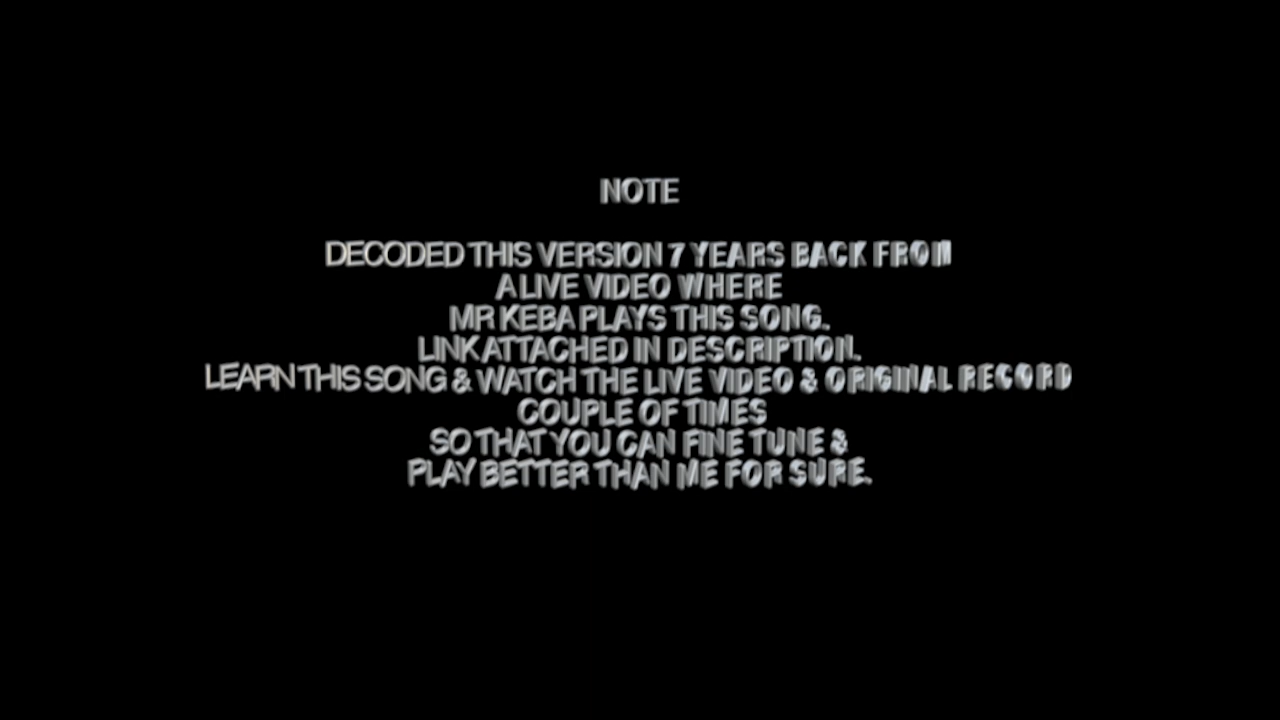 NOTE
DECODED THIS VERSION 7 YEARS BACK FROM
A LIVE VIDEO WHERE
MR KEBA PLAYS THIS SONG.
LINK ATTACHED IN DESCRIPTION.
LEARN THIS SONG & WATCH THE LIVE VIDEO & ORIGINAL RECORD
COUPLE OF TIMES
SO THAT YOU CAN FINE TUNE &
PLAY BETTER THAN ME FOR SURE.